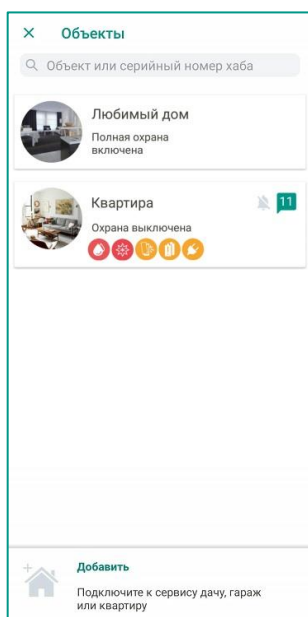 Объекты
Объект или серийный номер хаба
Любимый дом
Полная охрана
включена
Квартира
11
Охрана выключена
Добавить
Подключите к сервису дачу, гараж
или квартиру